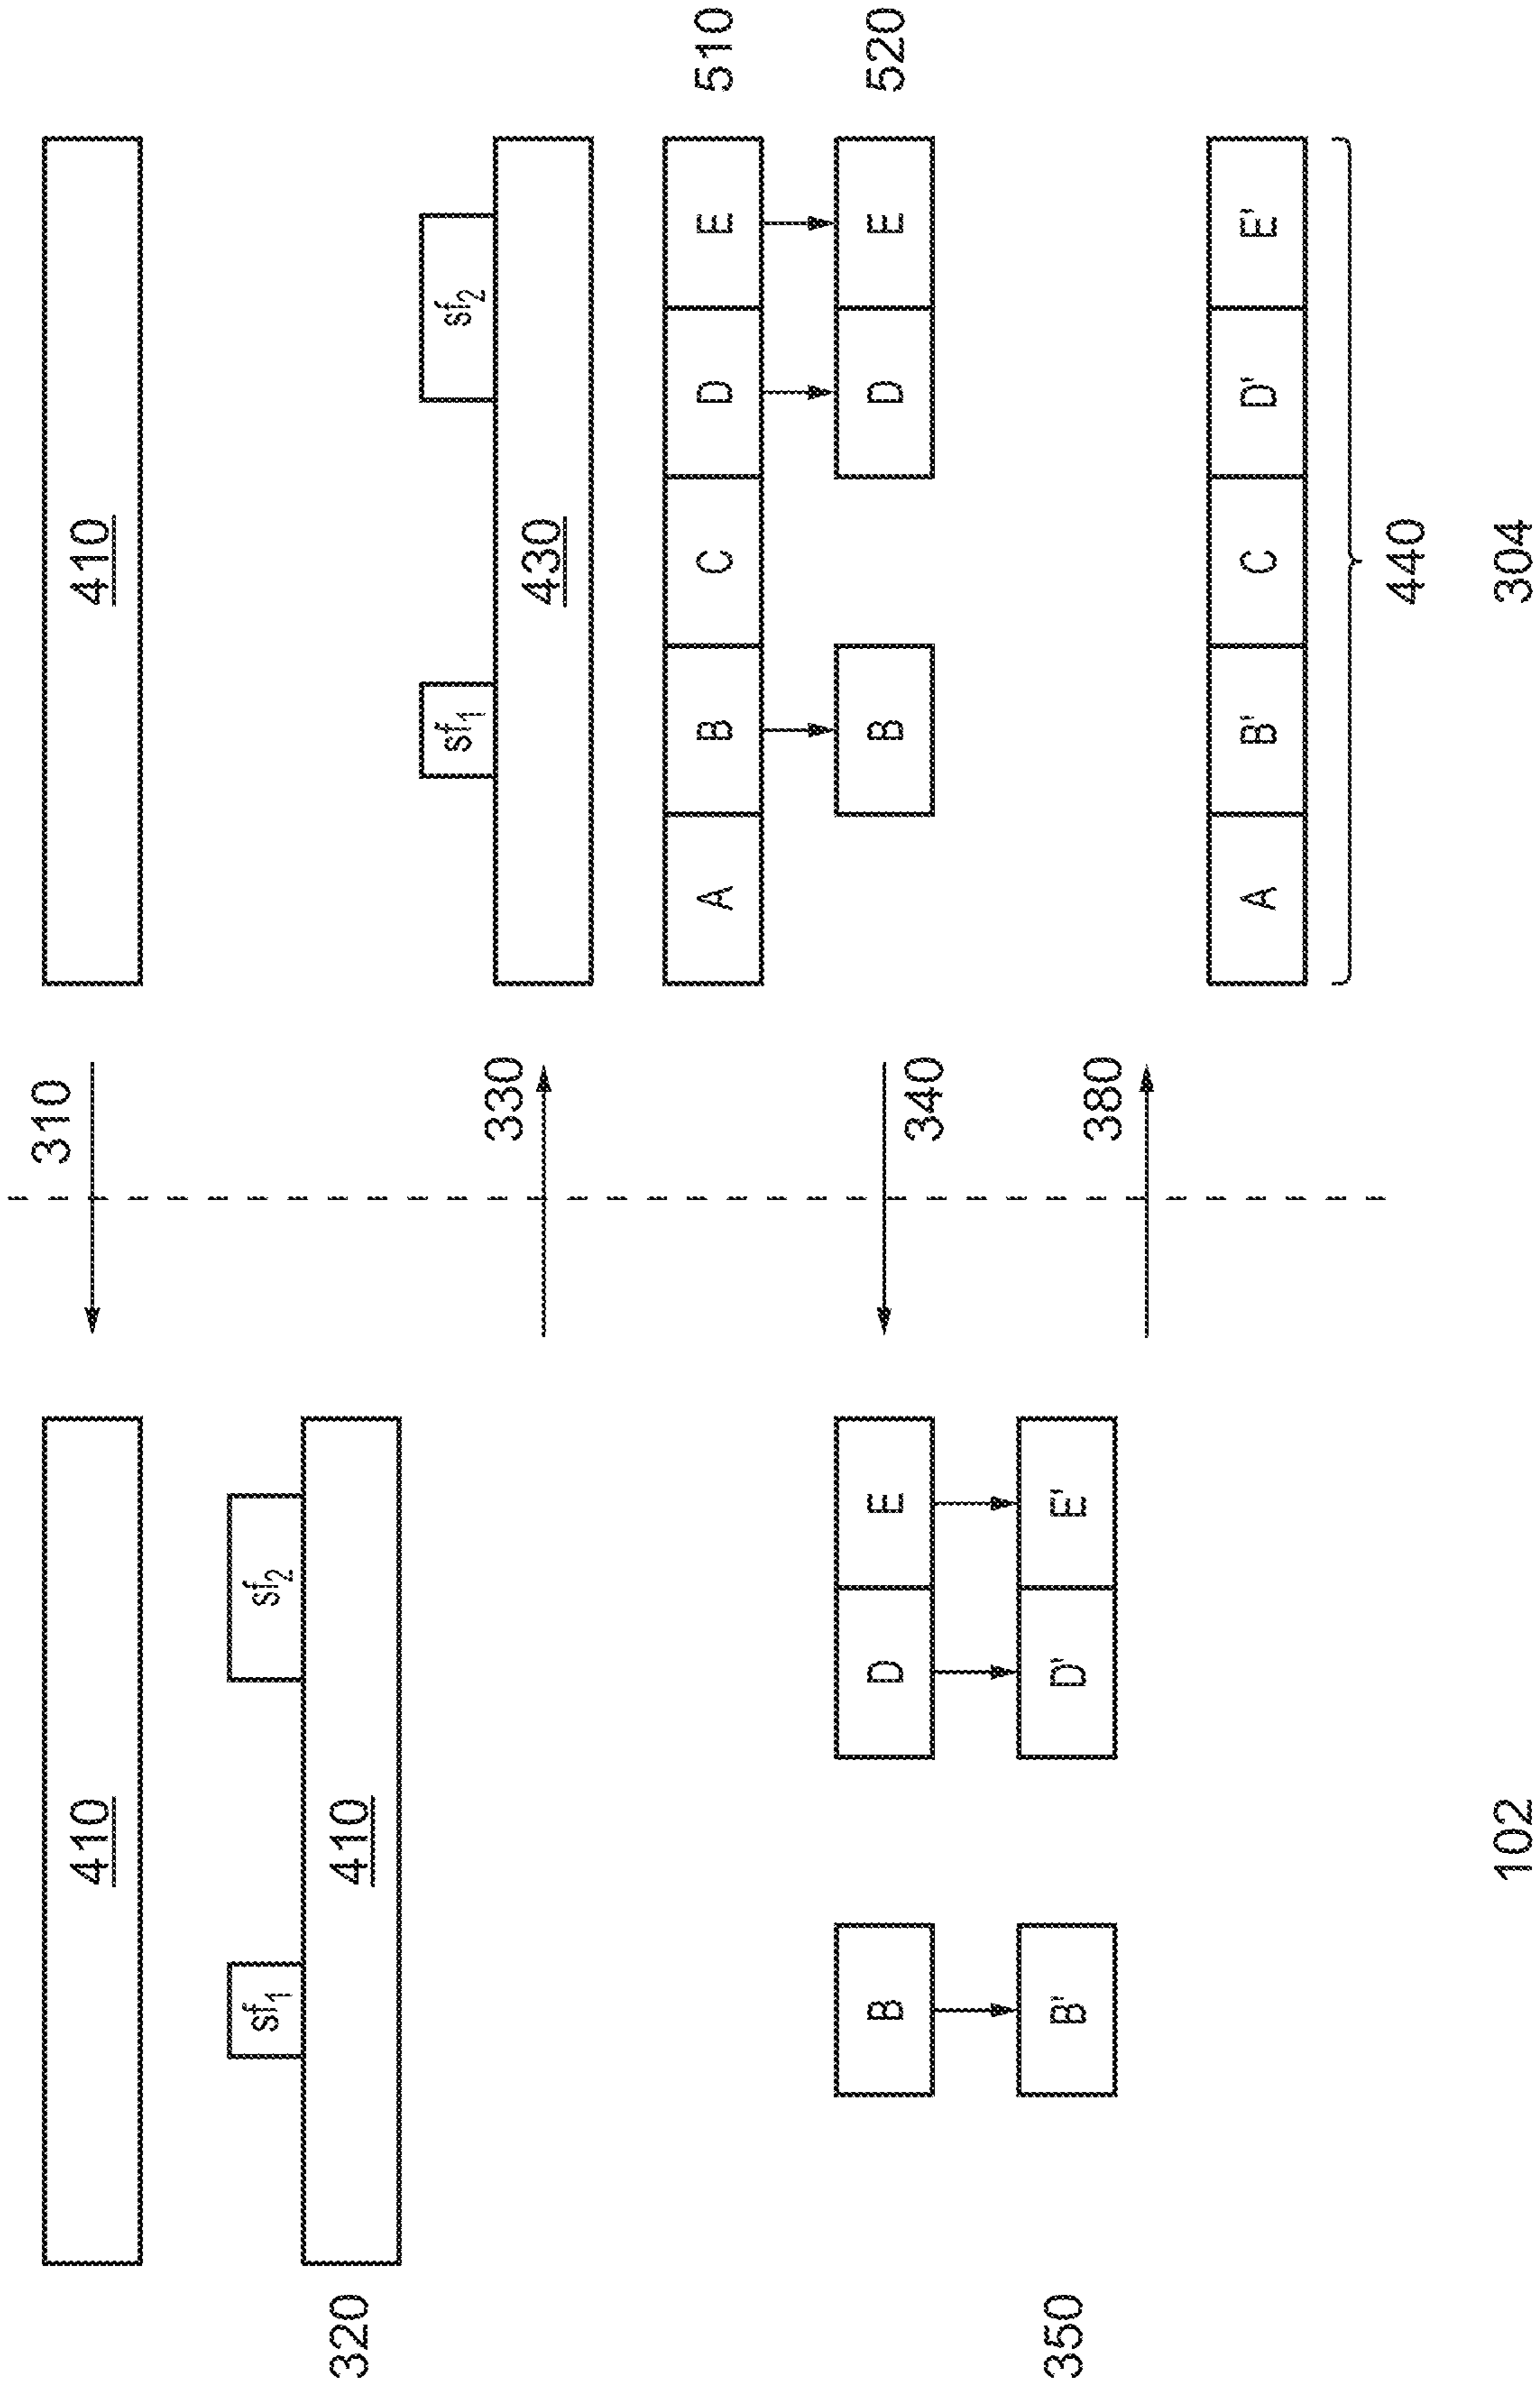 310
410 410
sf1 sf2
320 410
sf1 sf2
330 430
A B C D E 510
B D E B D E 520
340
350 B' D' E'
380
A B' C D' E'
440
102 304